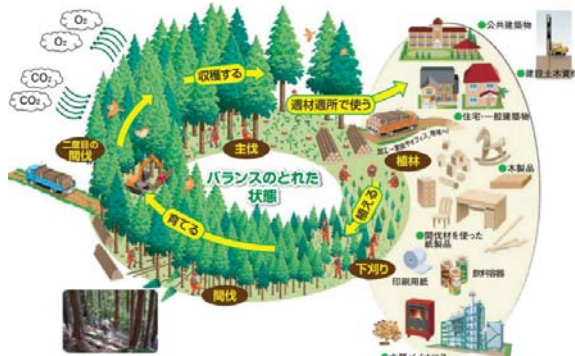 O₂
O₂
CO₂
CO₂
収穫する
適材適所で使う
二度目の
間伐
主伐
植林
バランスのとれた
状態
植える
育てる
下刈り
間伐
●公共建築物
●建設土木資材
●住宅・一般建築物
●木製品
●間伐材を使った
紙製品
印刷用紙
飲料容器